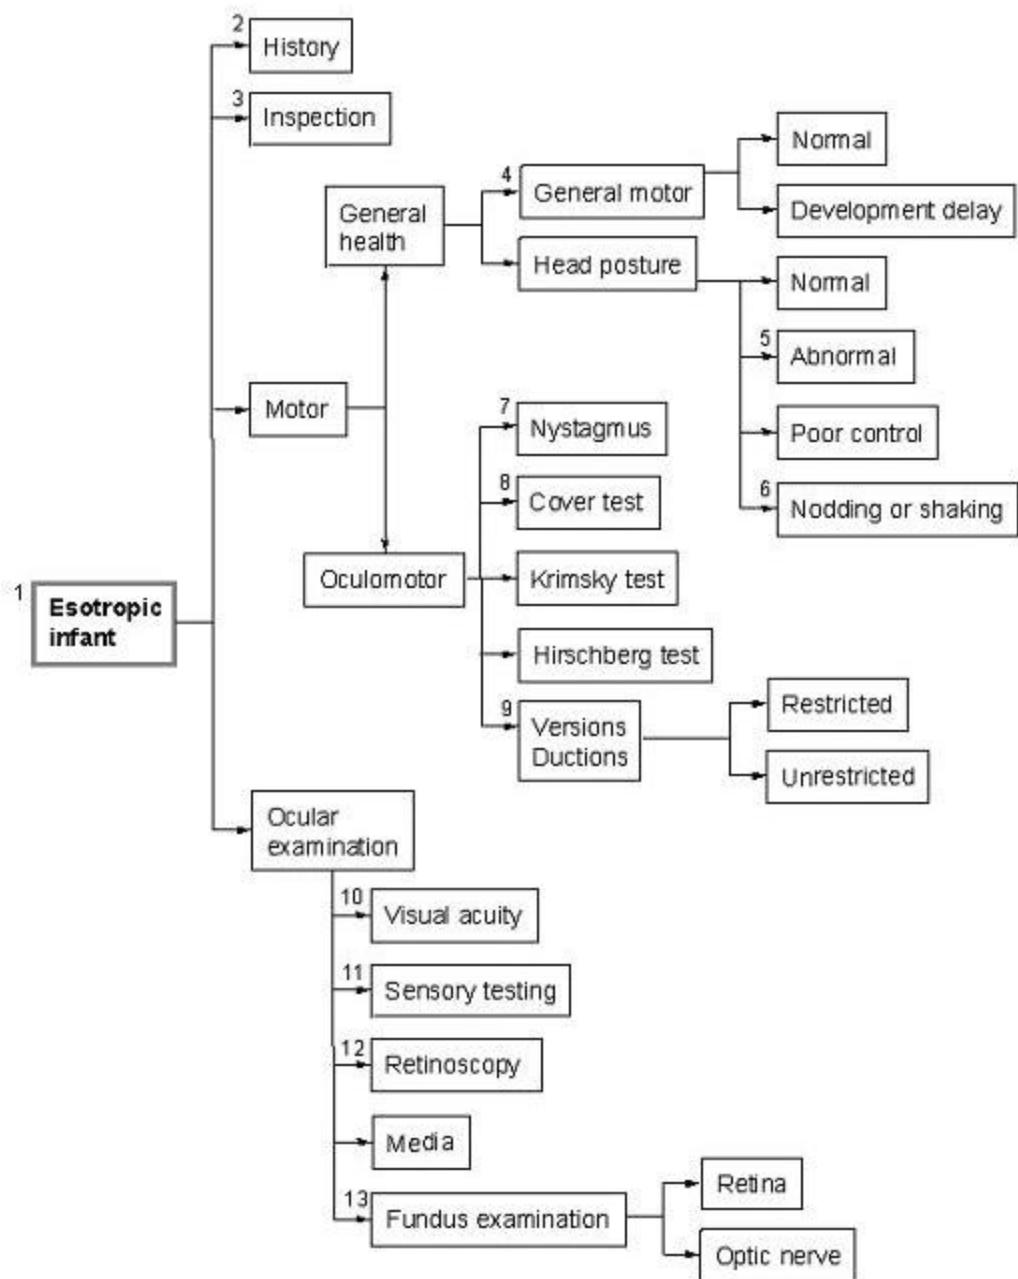 2
History
3
Inspection
General
health
4
General motor
Normal
Development delay
Head posture
Normal
5
Abnormal
Poor control
6
Nodding or shaking
Motor
7
Nystagmus
8
Cover test
Oculomotor
Krimsky test
Hirschberg test
9
Versions
Ductions
Restricted
Unrestricted
1
Esotropic
infant
Ocular
examination
10
Visual acuity
11
Sensory testing
12
Retinoscopy
Media
13
Fundus examination
Retina
Optic nerve